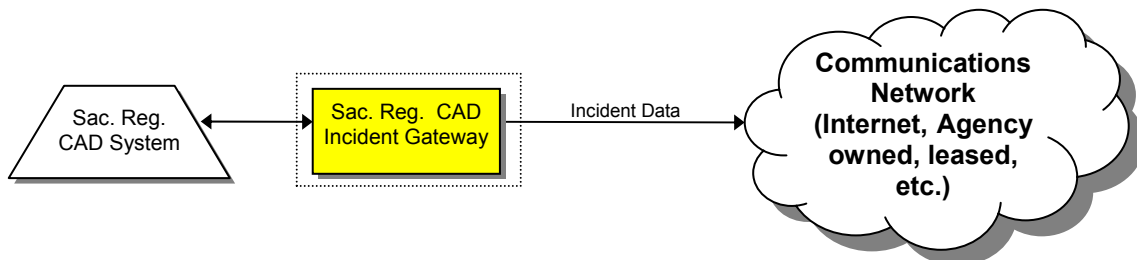 Sac. Reg.
CAD System
Sac. Reg.  CAD
Incident Gateway
Incident Data
Communications
Network
(Internet, Agency
owned, leased,
etc.)